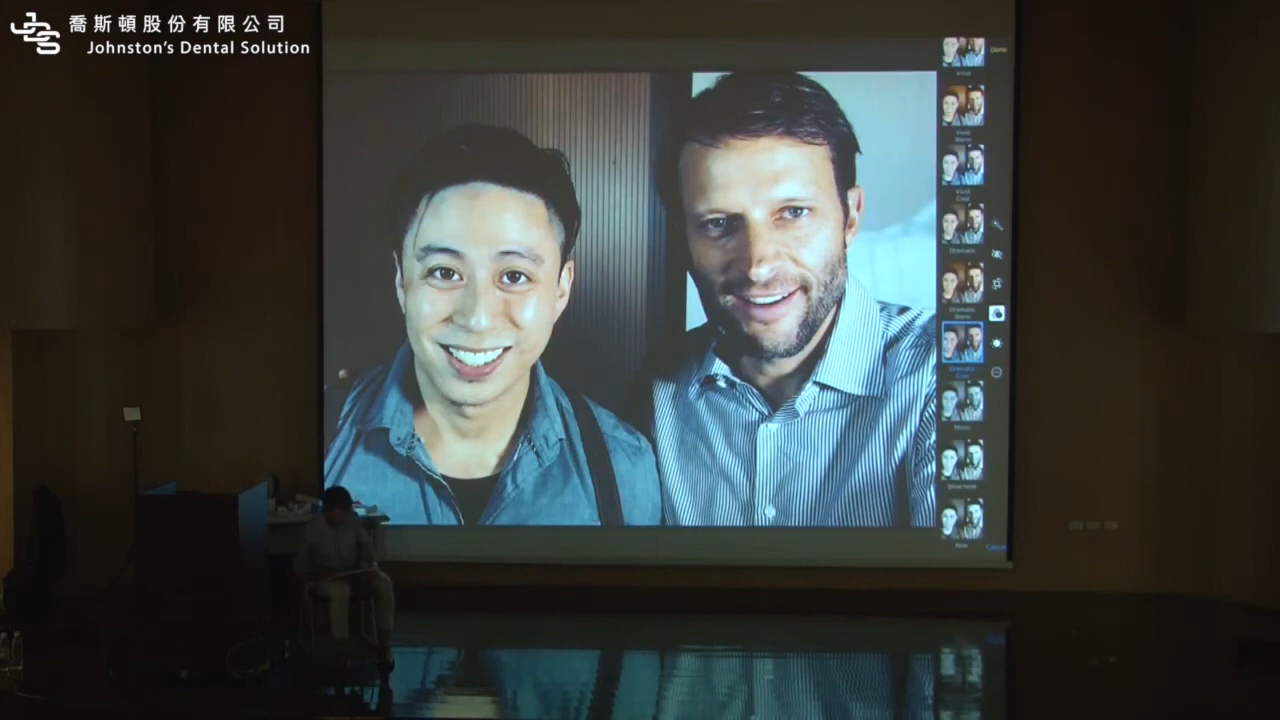 JDS
喬斯頓股份有限公司
Johnston's Dental Solution
Done
Vivid
Vivid
Warm
Vivid
Cool
Dramatic
Dramatic
Warm
Dramatic
Cool
Mono
Silvertone
Noir
Cancel